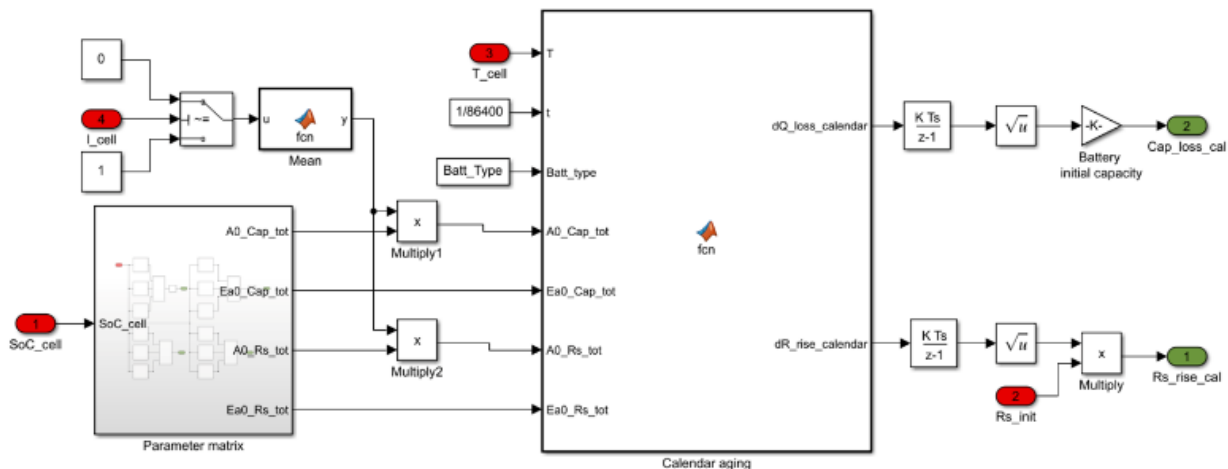 0
4
I_cell
1
~=
u
fcn
y
Mean
3
T_cell
1/86400
Batt_Type
T
t
Batt_type
A0_Cap_tot
Ea0_Cap_tot
A0_Rs_tot
Ea0_Rs_tot
fcn
dQ_loss_calendar
dR_rise_calendar
Calendar aging
1
SoC_cell
SoC_cell
A0_Cap_tot
Ea0_Cap_tot
A0_Rs_tot
Ea0_Rs_tot
Parameter matrix
x
Multiply1
x
Multiply2
K Ts
z-1
√u
-K-
Battery
initial capacity
2
Cap_loss_cal
K Ts
z-1
√u
2
Rs_init
x
Multiply
1
Rs_rise_cal